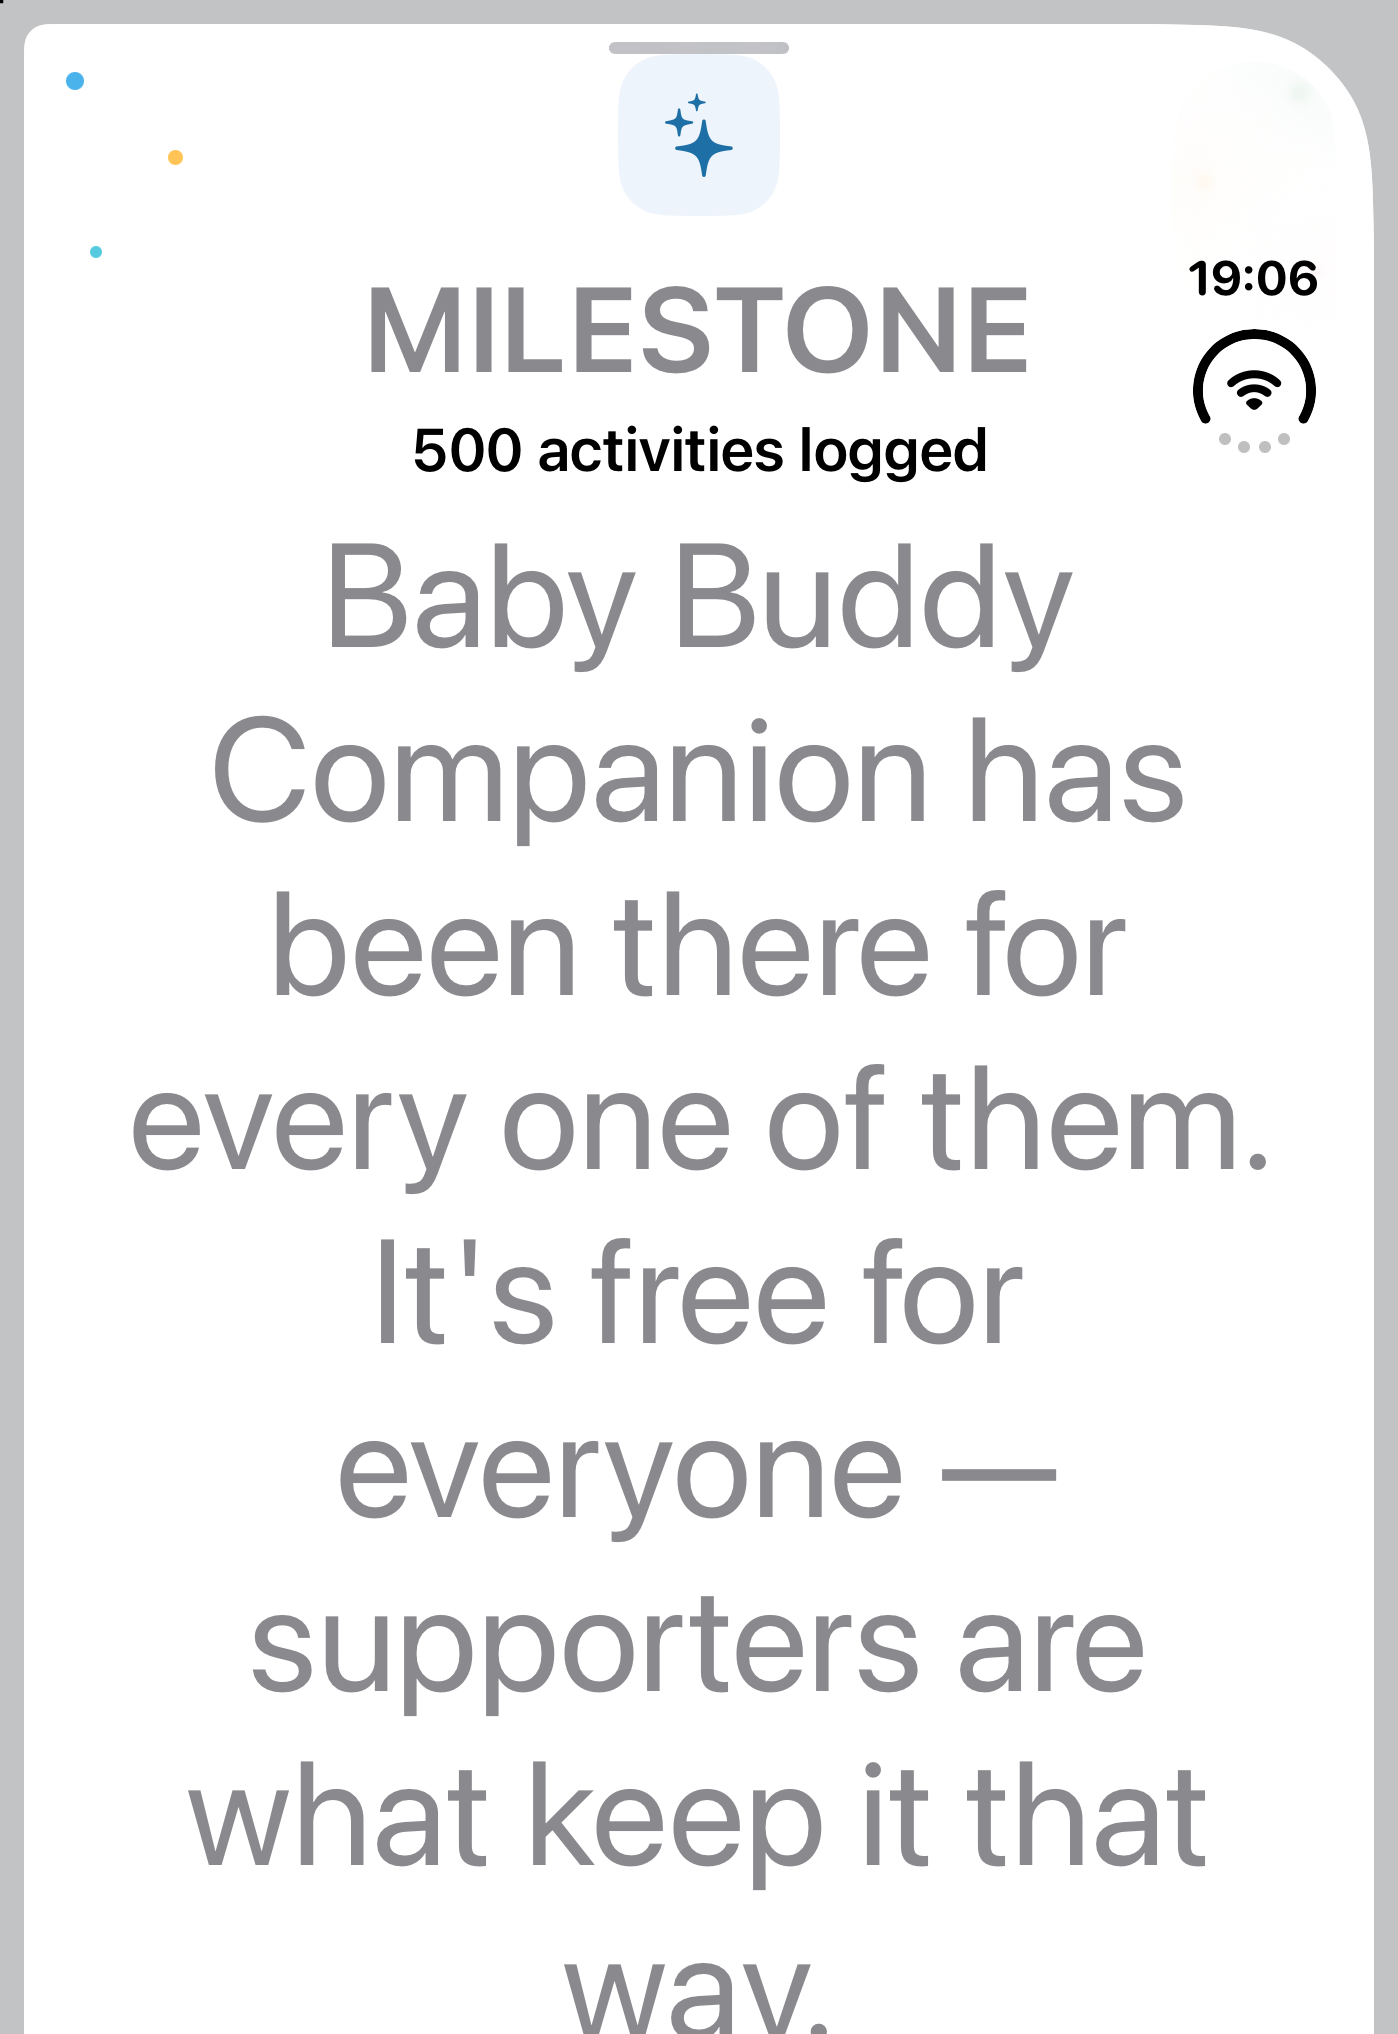 19:06
MILESTONE
500 activities logged
Baby Buddy
Companion has
been there for
every one of them.
It's free for
everyone —
supporters are
what keep it that
way.